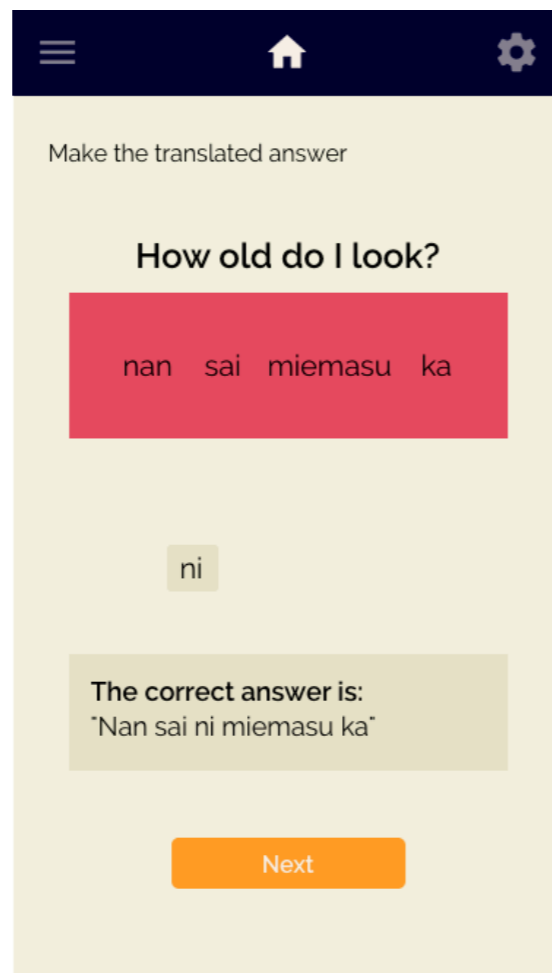 Make the translated answer
How old do I look?
nan sai miemasu ka
ni
The correct answer is:
"Nan sai ni miemasu ka"
Next